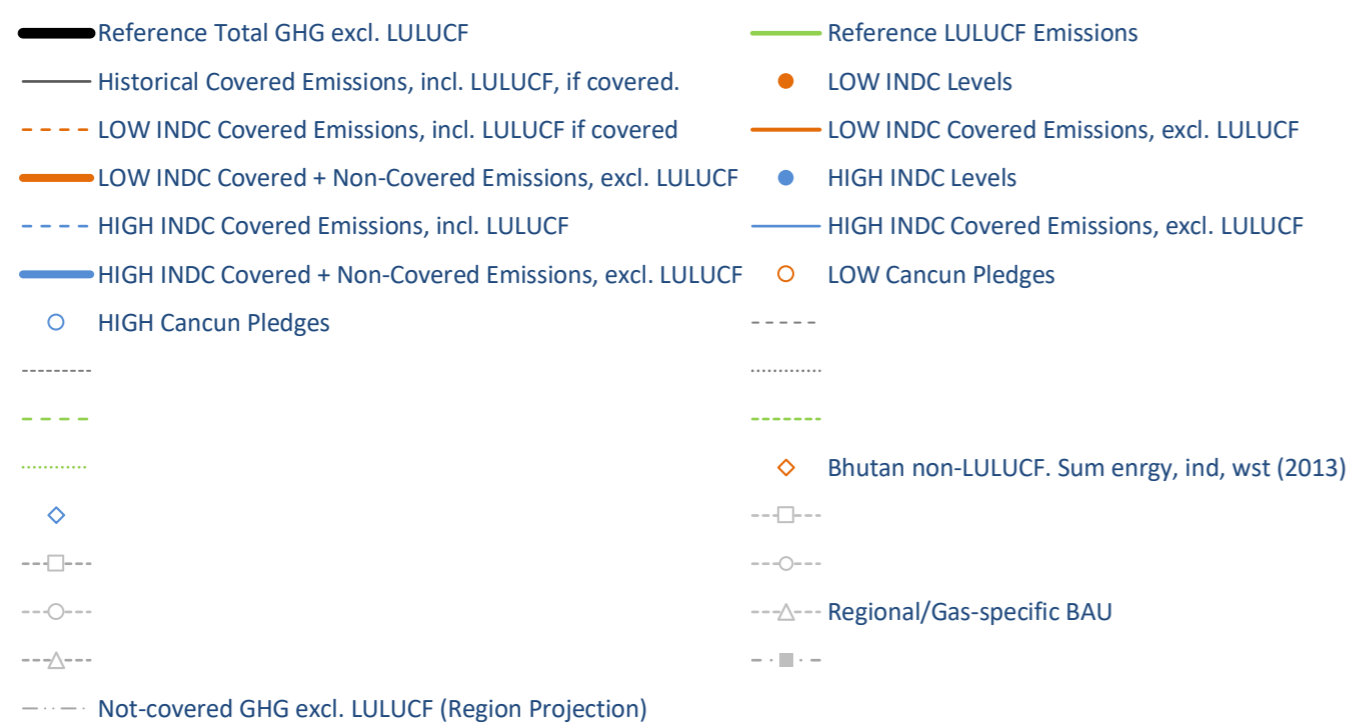 Reference Total GHG excl. LULUCF
Reference LULUCF Emissions
Historical Covered Emissions, incl. LULUCF, if covered.
LOW INDC Levels
LOW INDC Covered Emissions, incl. LULUCF if covered
LOW INDC Covered Emissions, excl. LULUCF
LOW INDC Covered + Non-Covered Emissions, excl. LULUCF
HIGH INDC Levels
HIGH INDC Covered Emissions, incl. LULUCF
HIGH INDC Covered Emissions, excl. LULUCF
HIGH INDC Covered + Non-Covered Emissions, excl. LULUCF
LOW Cancun Pledges
HIGH Cancun Pledges
Bhutan non-LULUCF. Sum enrgy, ind, wst (2013)
Regional/Gas-specific BAU
Not-covered GHG excl. LULUCF (Region Projection)